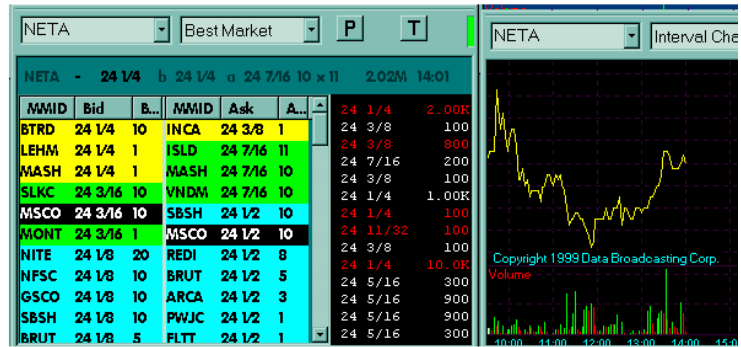 NETA Best Market P T
NETA - 24 1/4 b 24 1/4 a 24 7/16 10 x 11 2.02M 14:01
MMID Bid B... MMID Ask A...
BTRD 24 1/4 10 INCA 24 3/8 1
LEHM 24 1/4 1 ISLD 24 7/16 11
MASH 24 1/4 1 MASH 24 7/16 10
SLKC 24 3/16 10 VNDM 24 7/16 10
MSCO 24 3/16 10 SBSH 24 1/2 10
MONT 24 3/16 1 MSCO 24 1/2 10
NITE 24 1/8 20 REDI 24 1/2 8
NFSC 24 1/8 10 BRUT 24 1/2 5
GSCO 24 1/8 10 ARCA 24 1/2 3
SBSH 24 1/8 10 PWJC 24 1/2 1
BRUT 24 1/8 5 FLTT 24 1/2 1
24 1/4 2.00K
24 3/8 100
24 3/8 800
24 7/16 200
24 3/8 100
24 1/4 1.00K
24 1/4 100
24 11/32 100
24 3/8 100
24 1/4 10.0K
24 5/16 300
24 5/16 900
24 5/16 900
24 5/16 300
Volume
NETA Interval Cha
Copyright 1999 Data Broadcasting Corp.
Volume
10:00 11:00 12:00 13:00 14:00 15:0